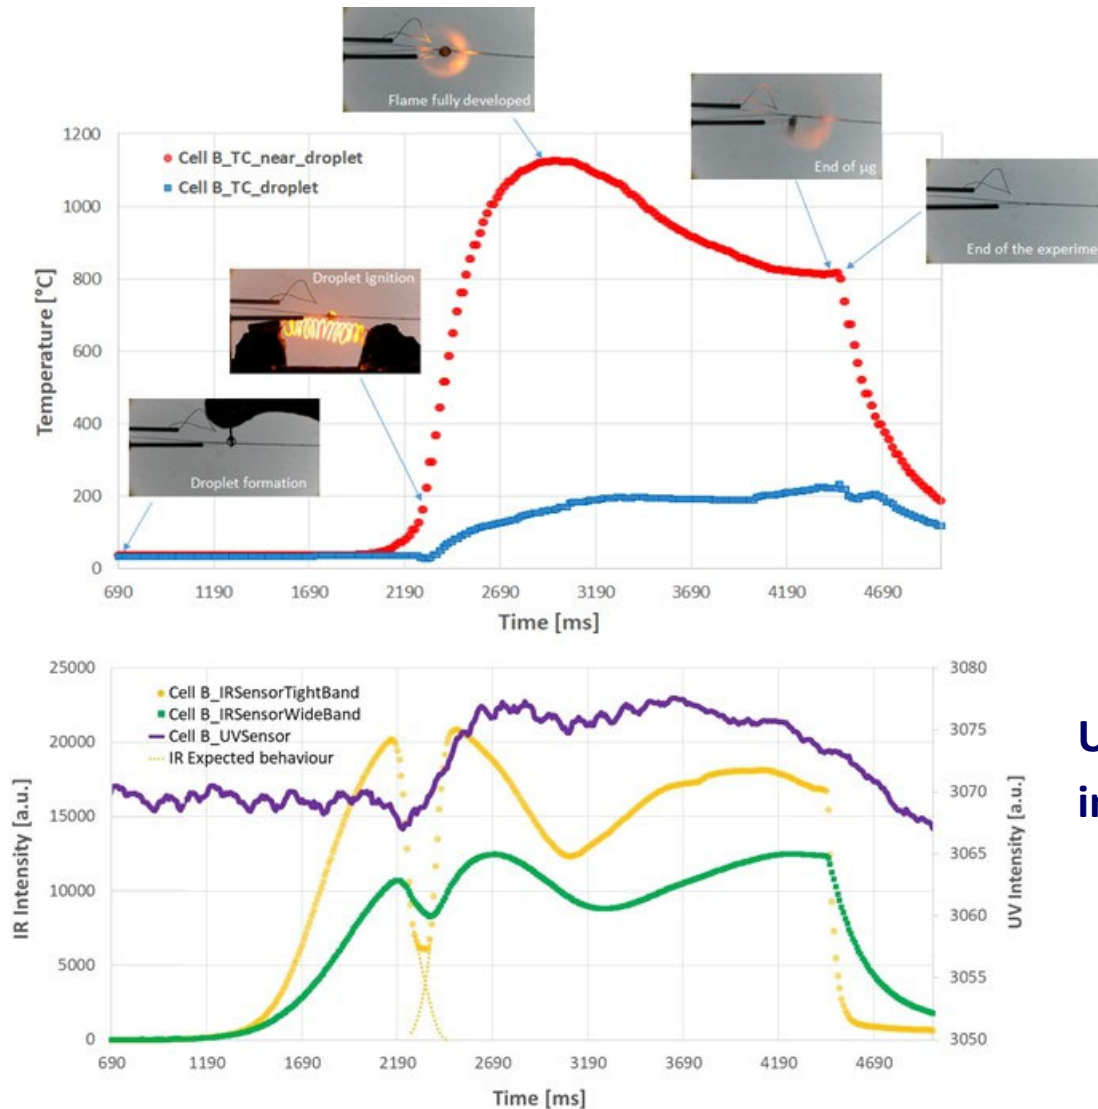 Flame fully developed
End of µg
End of the experime
1200
1000
800
600
400
200
0
Temperature [°C]
Cell B_TC_near_droplet
Cell B_TC_droplet
Droplet ignition
Droplet formation
690 1190 1690 2190 2690 3190 3690 4190 4690
Time [ms]
25000
20000
15000
10000
5000
0
IR Intensity [a.u.]
Cell B_IRSensorTightBand
Cell B_IRSensorWideBand
Cell B_UVSensor
IR Expected behaviour
3080
3075
3070
3065
3060
3055
3050
UV Intensity [a.u.]
690 1190 1690 2190 2690 3190 3690 4190 4690
Time [ms]